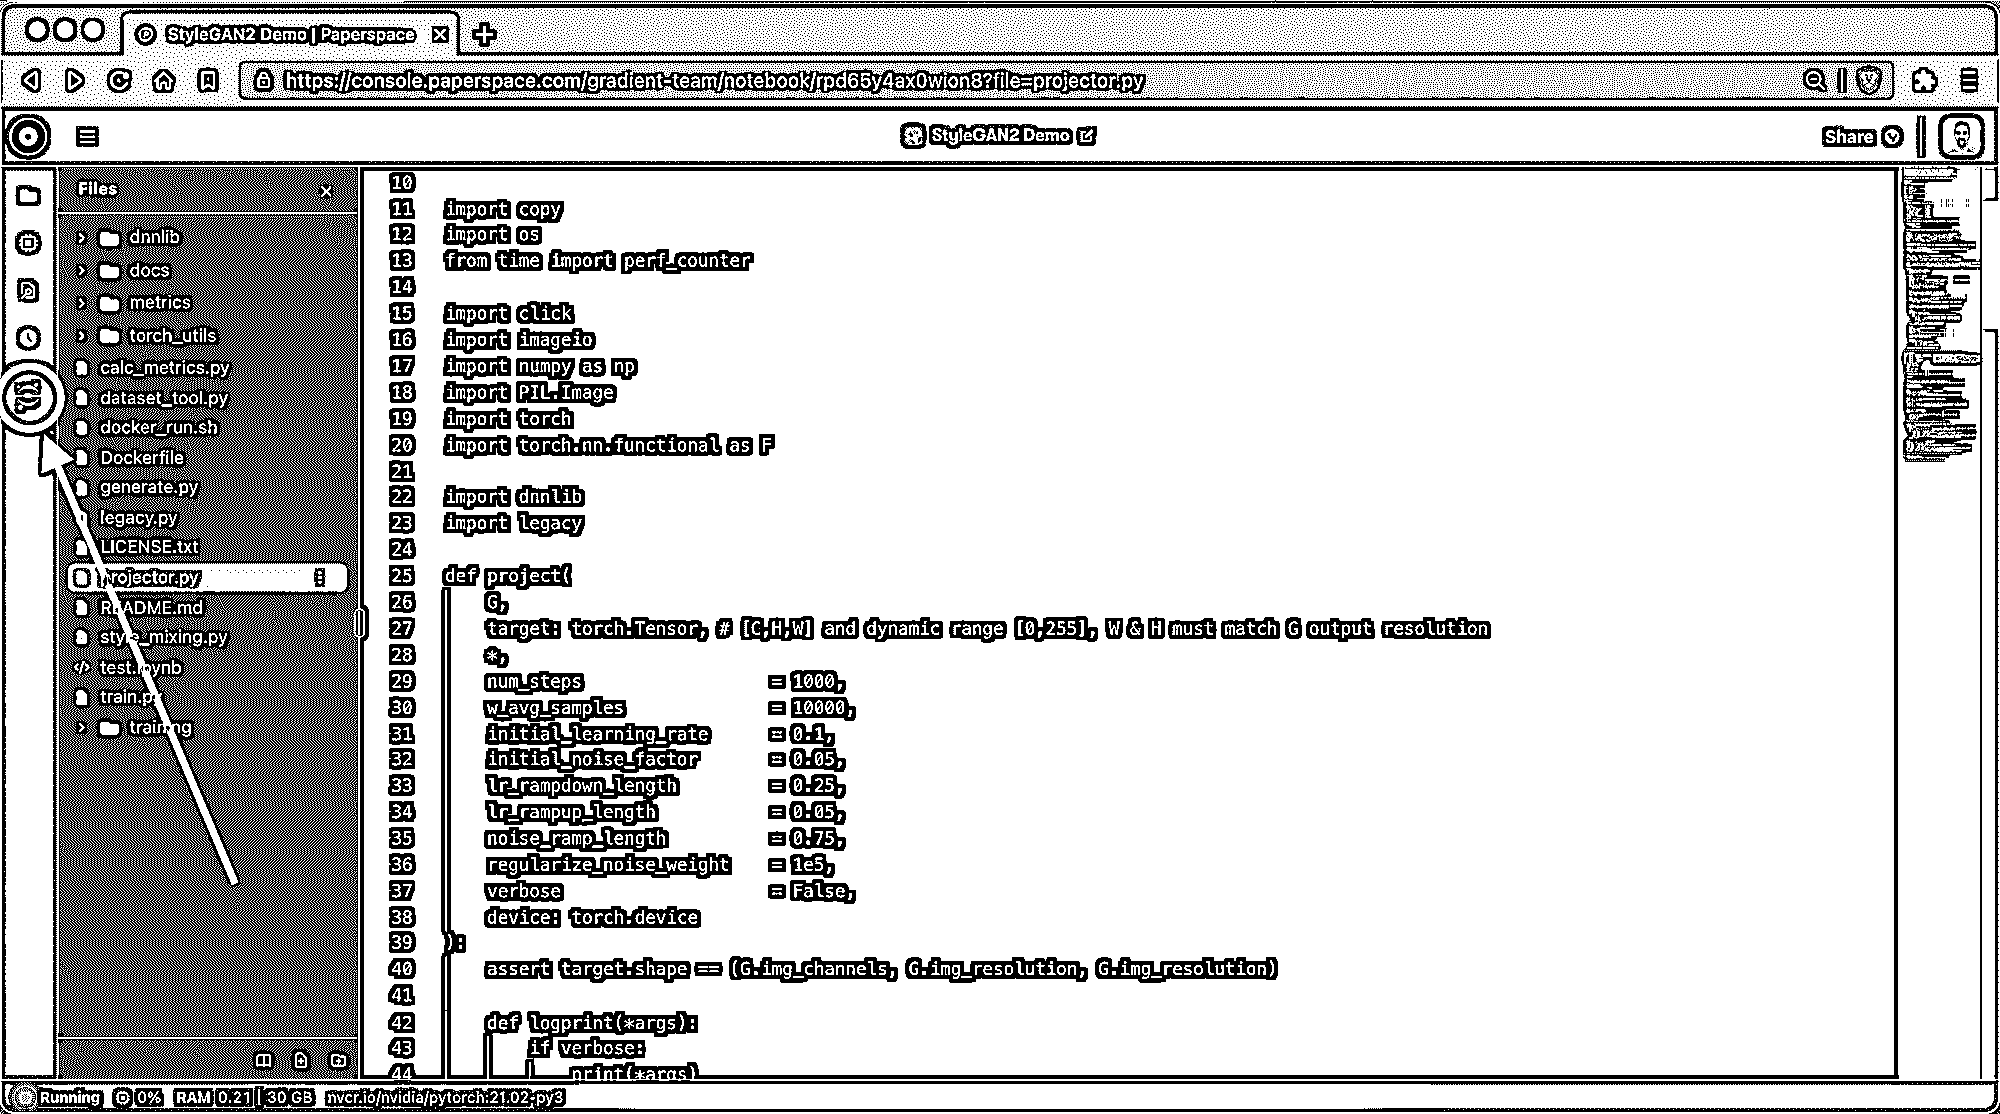 StyleGAN2 Demo | Paperspace
https://console.paperspace.com/gradient-team/notebook/rpd65y4ax0wion8?file=projector.py
StyleGAN2 Demo
Share
Files
dnnlib
docs
metrics
torch_utils
calc_metrics.py
dataset_tool.py
docker_run.sh
Dockerfile
generate.py
legacy.py
LICENSE.txt
projector.py
README.md
style_mixing.py
test.ipynb
train.py
training
10
11 import copy
12 import os
13 from time import perf_counter
14
15 import click
16 import imageio
17 import numpy as np
18 import PIL.Image
19 import torch
20 import torch.nn.functional as F
21
22 import dnnlib
23 import legacy
24
25 def project(
26 G,
27 target: torch.Tensor, # [C,H,W] and dynamic range [0,255], W & H must match G output resolution
28 *,
29 num_steps = 1000,
30 w_avg_samples = 10000,
31 initial_learning_rate = 0.1,
32 initial_noise_factor = 0.05,
33 lr_rampdown_length = 0.25,
34 lr_rampup_length = 0.05,
35 noise_ramp_length = 0.75,
36 regularize_noise_weight = 1e5,
37 verbose = False,
38 device: torch.device
39 ):
40 assert target.shape == (G.img_channels, G.img_resolution, G.img_resolution)
41
42 def logprint(*args):
43 if verbose:
44 print(*args)
Running 0% RAM 0.21 | 30 GB nvcr.io/nvidia/pytorch:21.02-py3